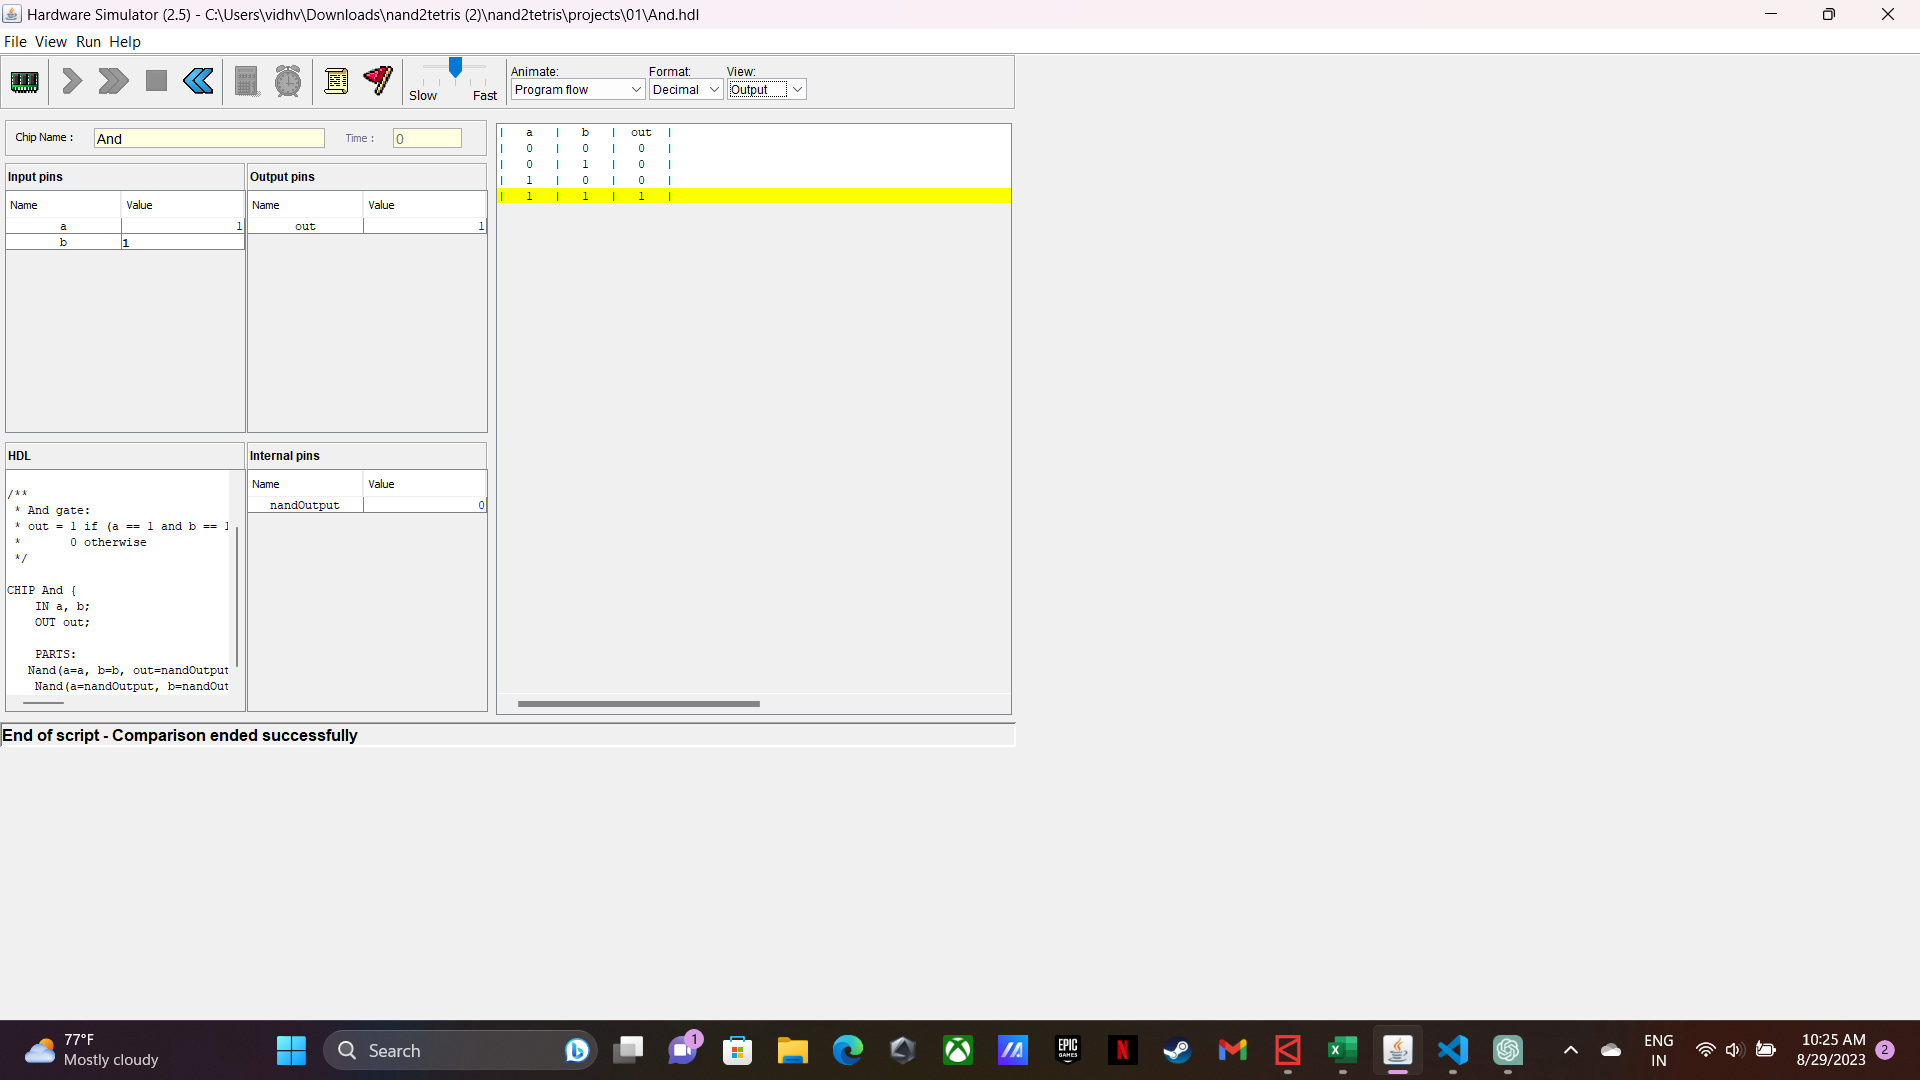 Hardware Simulator (2.5) - C:\Users\vidhv\Downloads\nand2tetris (2)\nand2tetris\projects\01\And.hdl
File View Run Help
Slow Fast
Animate:
Program flow
Format:
Decimal
View:
Output
Chip Name : And Time : 0
Input pins
Name Value
a 1
b 1
Output pins
Name Value
out 1
| a | b | out |
| 0 | 0 | 0 |
| 0 | 1 | 0 |
| 1 | 0 | 0 |
| 1 | 1 | 1 |
HDL
/**
* And gate:
* out = 1 if (a == 1 and b == 1
* 0 otherwise
*/
CHIP And {
IN a, b;
OUT out;
PARTS:
Nand(a=a, b=b, out=nandOutput
Nand(a=nandOutput, b=nandOut
Internal pins
Name Value
nandOutput 0
End of script - Comparison ended successfully
77°F
Mostly cloudy
Search
1
EPIC
GAMES
N
ENG
IN
10:25 AM
8/29/2023
2